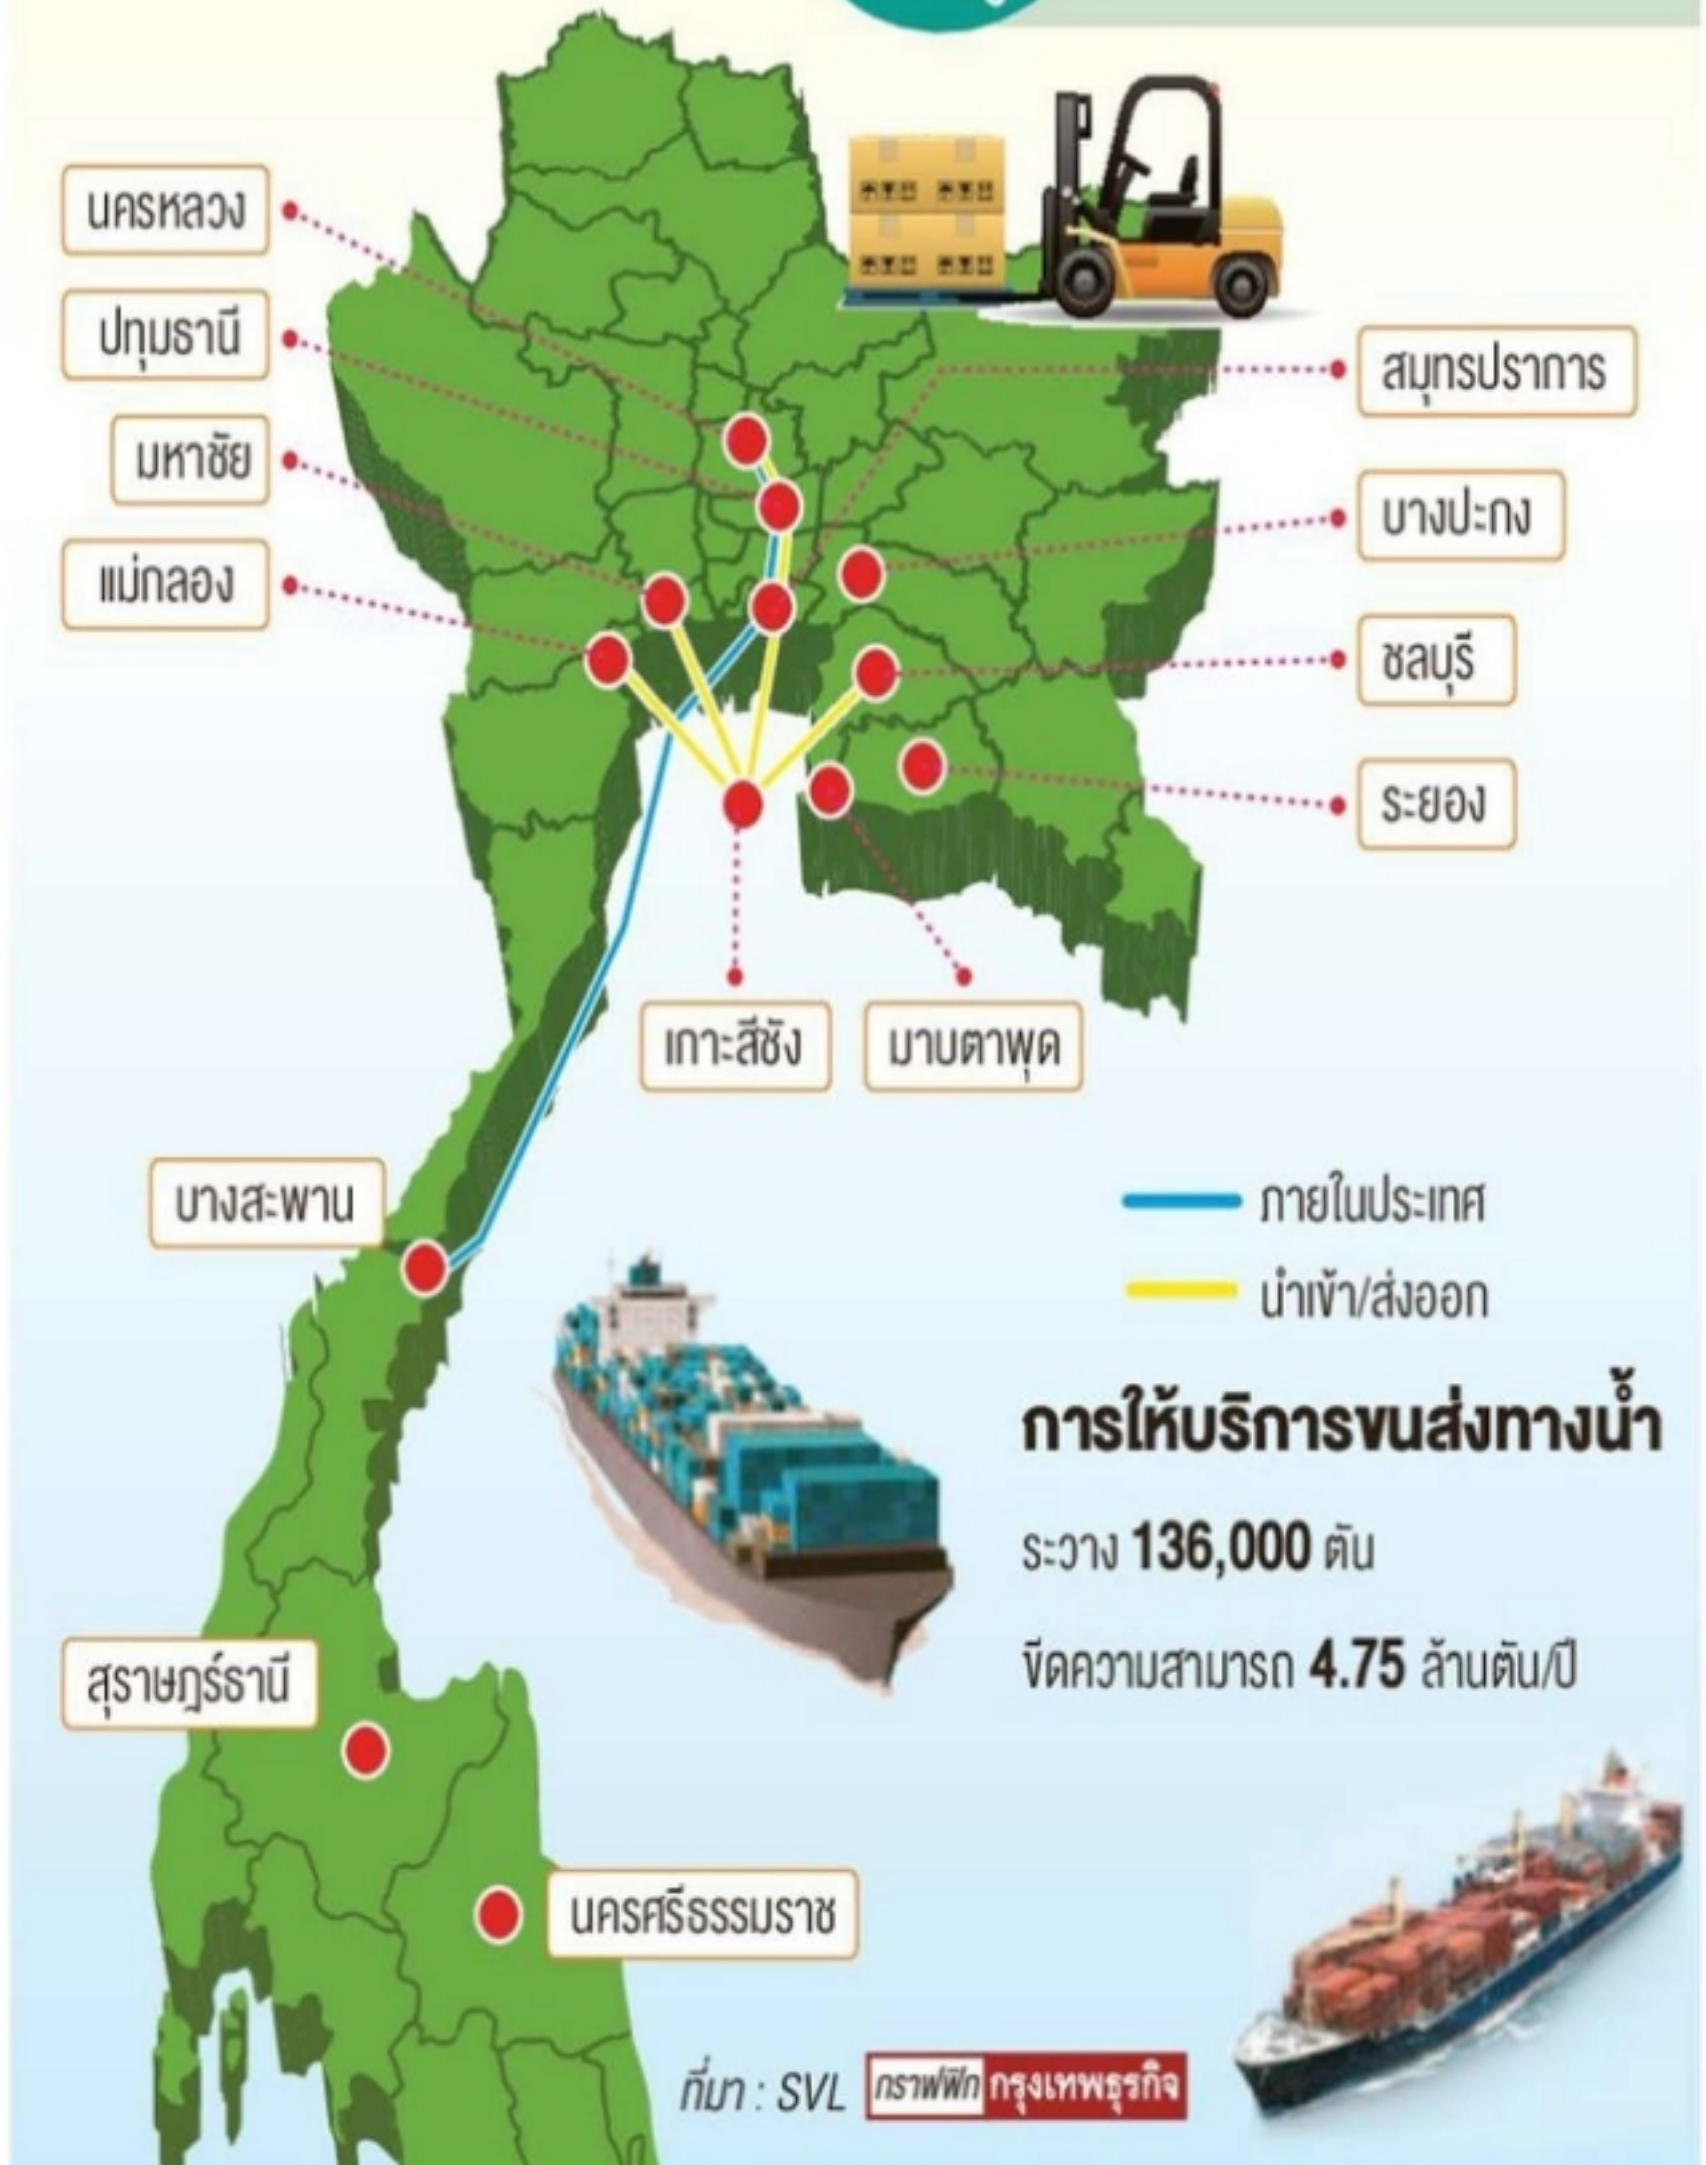 นครหลวง
ปทุมธานี
มหาชัย
แม่กลอง
สมุทรปราการ
บางปะกง
ชลบุรี
ระยอง
เกาะสีชัง
มาบตาพุด
บางสะพาน
ภายในประเทศ
นำเข้า/ส่งออก
การให้บริการขนส่งทางน้ำ
ระวาง 136,000 ตัน
ขีดความสามารถ 4.75 ล้านตัน/ปี
สุราษฎร์ธานี
นครศรีธรรมราช
ที่มา : SVL กราฟฟิก กรุงเทพธุรกิจ